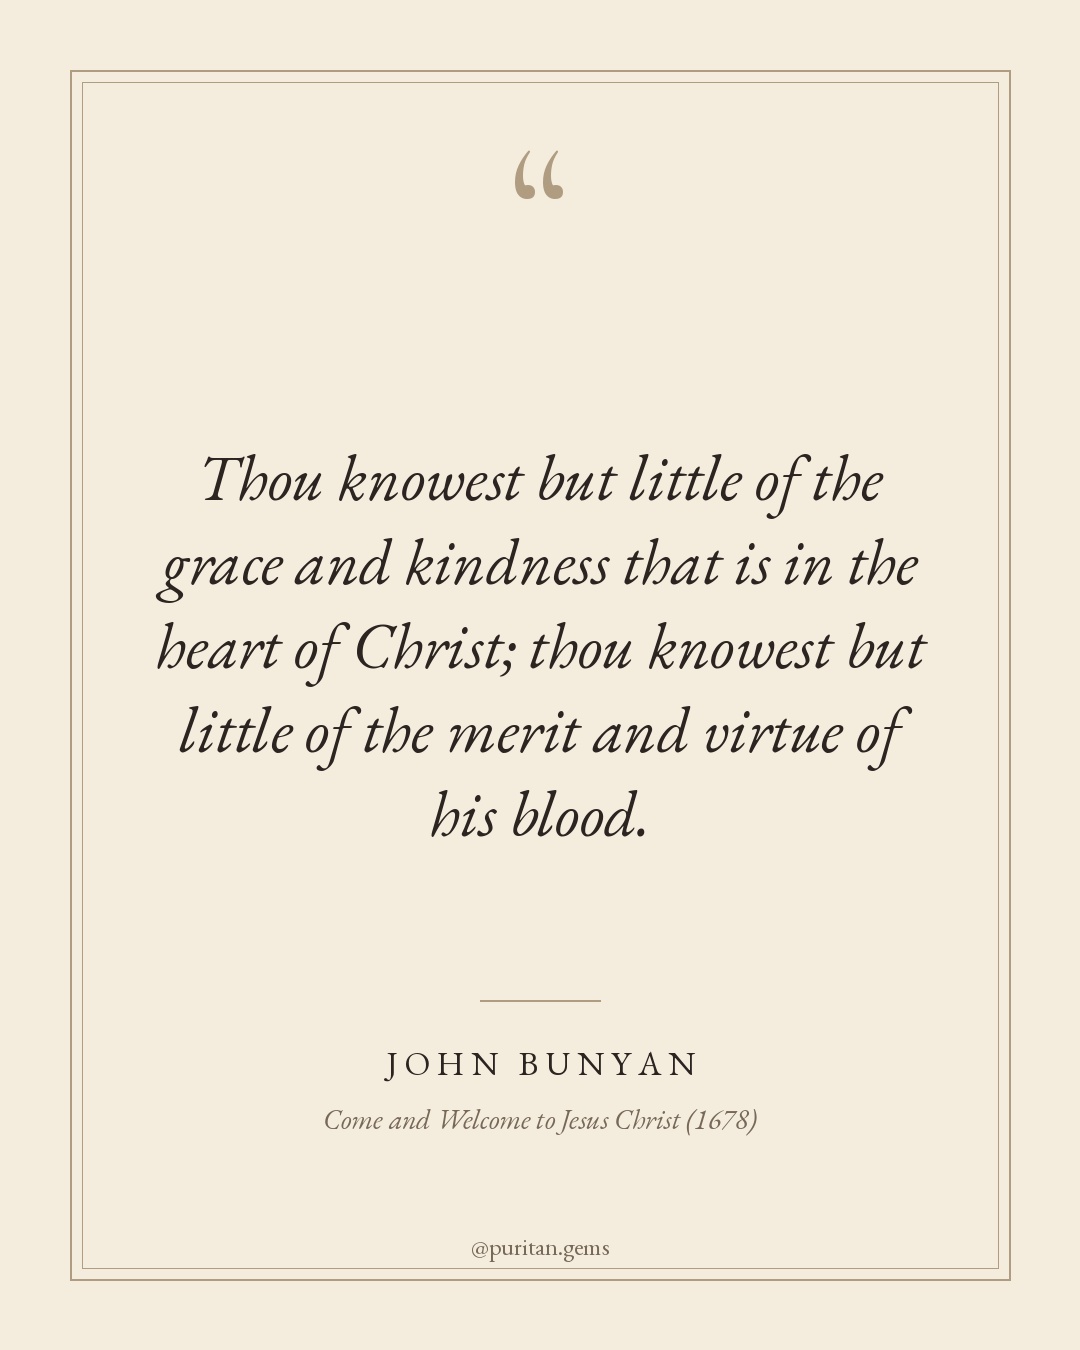 “
Thou knowest but little of the
grace and kindness that is in the
heart of Christ; thou knowest but
little of the merit and virtue of
his blood.
JOHN BUNYAN
Come and Welcome to Jesus Christ (1678)
@puritan.gems